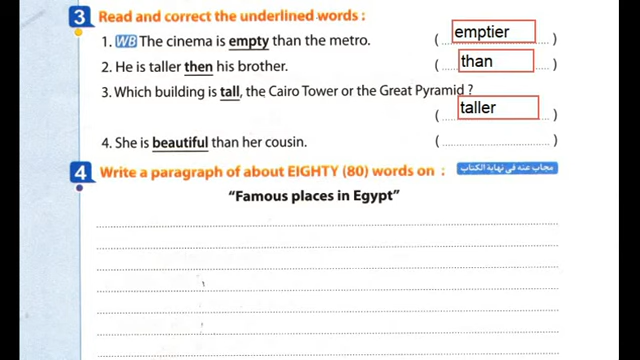 3 Read and correct the underlined words :
1. WB The cinema is empty than the metro. (emptier)
2. He is taller then his brother. (than)
3. Which building is tall, the Cairo Tower or the Great Pyramid ?
(taller)
4. She is beautiful than her cousin. (............)
4 Write a paragraph of about EIGHTY (80) words on : مجاب عنه فى نهاية الكتاب
"Famous places in Egypt"